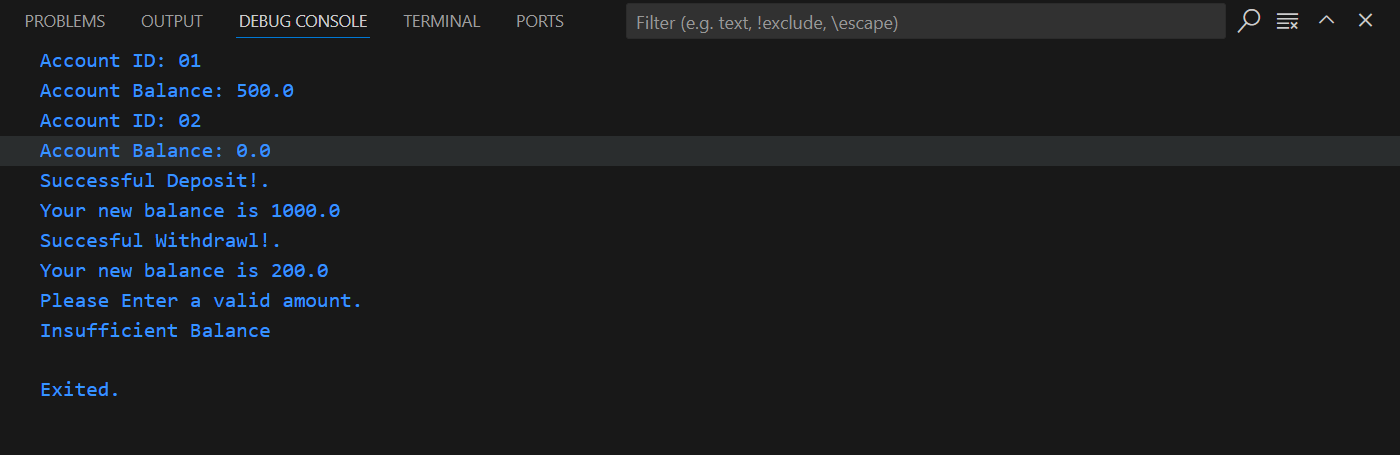 PROBLEMS OUTPUT DEBUG CONSOLE TERMINAL PORTS Filter (e.g. text, !exclude, \escape)
Account ID: 01
Account Balance: 500.0
Account ID: 02
Account Balance: 0.0
Successful Deposit!.
Your new balance is 1000.0
Succesful Withdrawl!.
Your new balance is 200.0
Please Enter a valid amount.
Insufficient Balance
Exited.